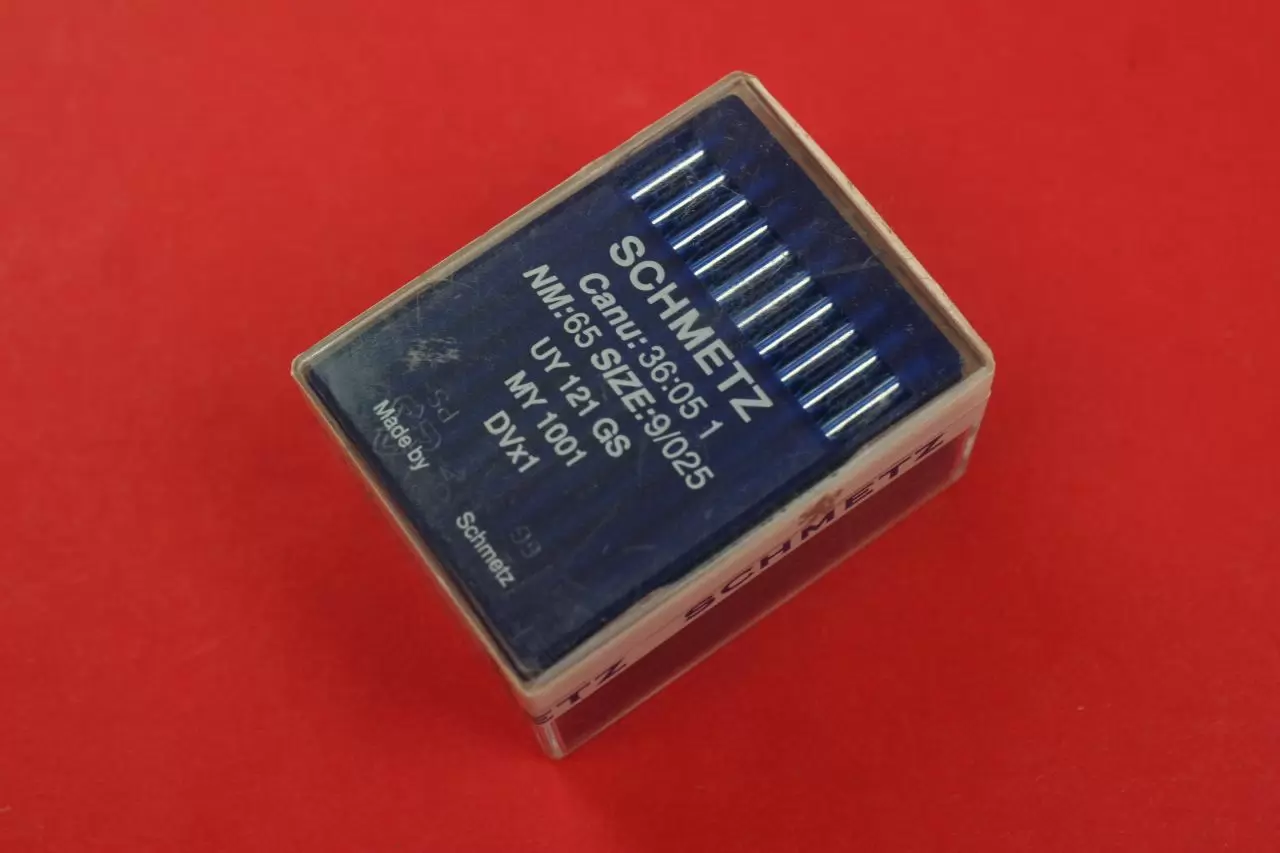 SCHMETZ
Canu: 36:05 1
NM:65 SIZE:9/025
UY 121 GS
MY 1001
DVx1
Made by
Schmetz
SCHMETZ
ETZ